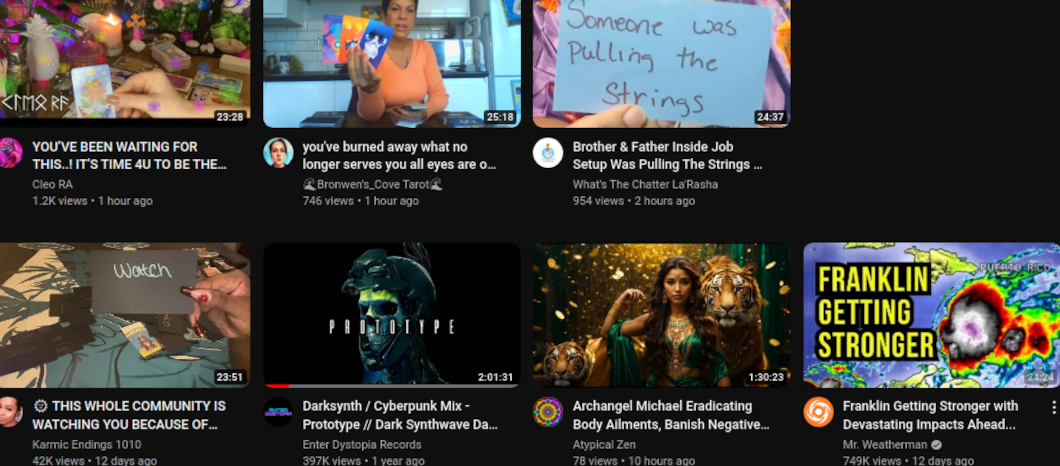 CLEO RA
23:28
25:18
Someone was
pulling the
Strings
24:37
YOU'VE BEEN WAITING FOR
THIS..! IT'S TIME 4U TO BE THE...
Cleo RA
1.2K views • 1 hour ago
you've burned away what no
longer serves you all eyes are o...
🌊Bronwen's_Cove Tarot🌊
746 views • 1 hour ago
Brother & Father Inside Job
Setup Was Pulling The Strings ...
What's The Chatter La'Rasha
954 views • 2 hours ago
Watch
23:51
PROTOTYPE
2:01:31
1:30:23
PUERTO RICO
FRANKLIN
GETTING
STRONGER
24:24
🧿 THIS WHOLE COMMUNITY IS
WATCHING YOU BECAUSE OF...
Karmic Endings 1010
42K views • 12 days ago
Darksynth / Cyberpunk Mix -
Prototype // Dark Synthwave Da...
Enter Dystopia Records
397K views • 1 year ago
Archangel Michael Eradicating
Body Ailments, Banish Negative...
Atypical Zen
78 views • 10 hours ago
Franklin Getting Stronger with
Devastating Impacts Ahead...
Mr. Weatherman
749K views • 12 days ago